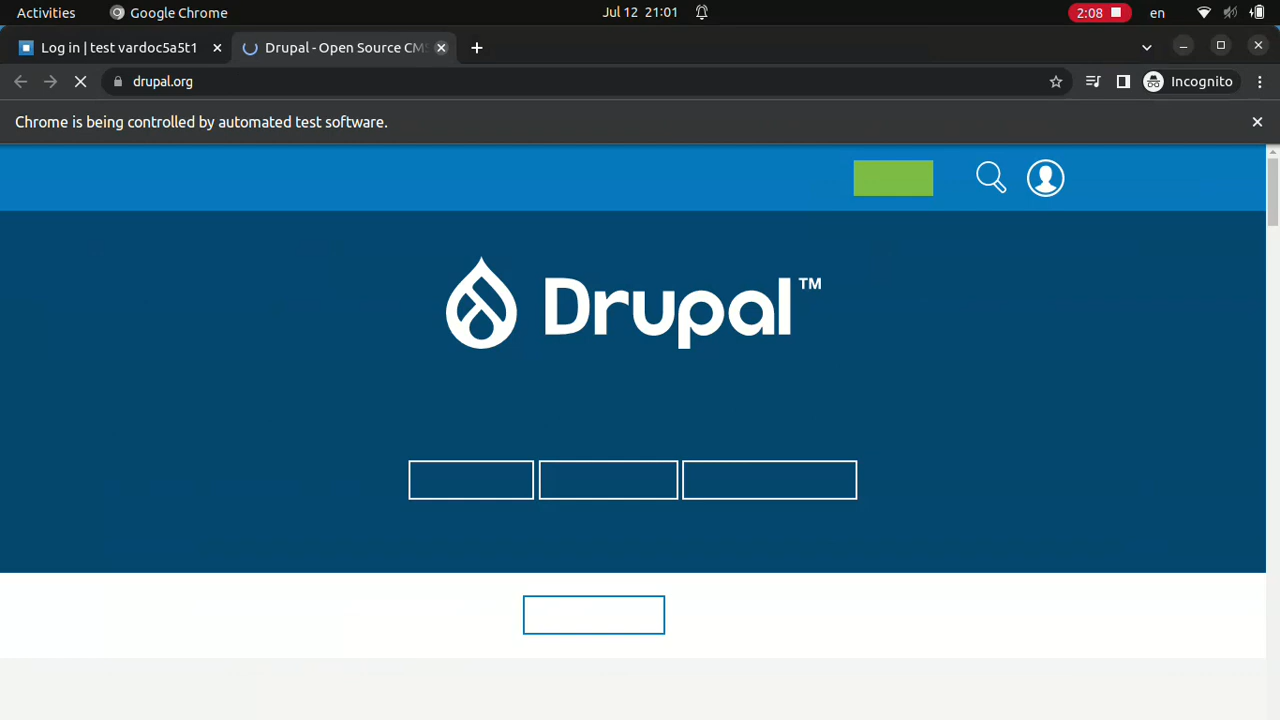 Activities
Google Chrome
Jul 12 21:01
2:08
en
Log in | test vardoc5a5t1
Drupal - Open Source CM
drupal.org
Incognito
Chrome is being controlled by automated test software.
Drupal™